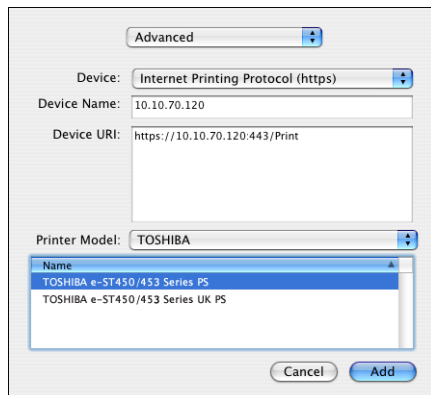 Advanced
Device: Internet Printing Protocol (https)
Device Name: 10.10.70.120
Device URI: https://10.10.70.120:443/Print
Printer Model: TOSHIBA
Name
TOSHIBA e-ST450/453 Series PS
TOSHIBA e-ST450/453 Series UK PS
Cancel Add